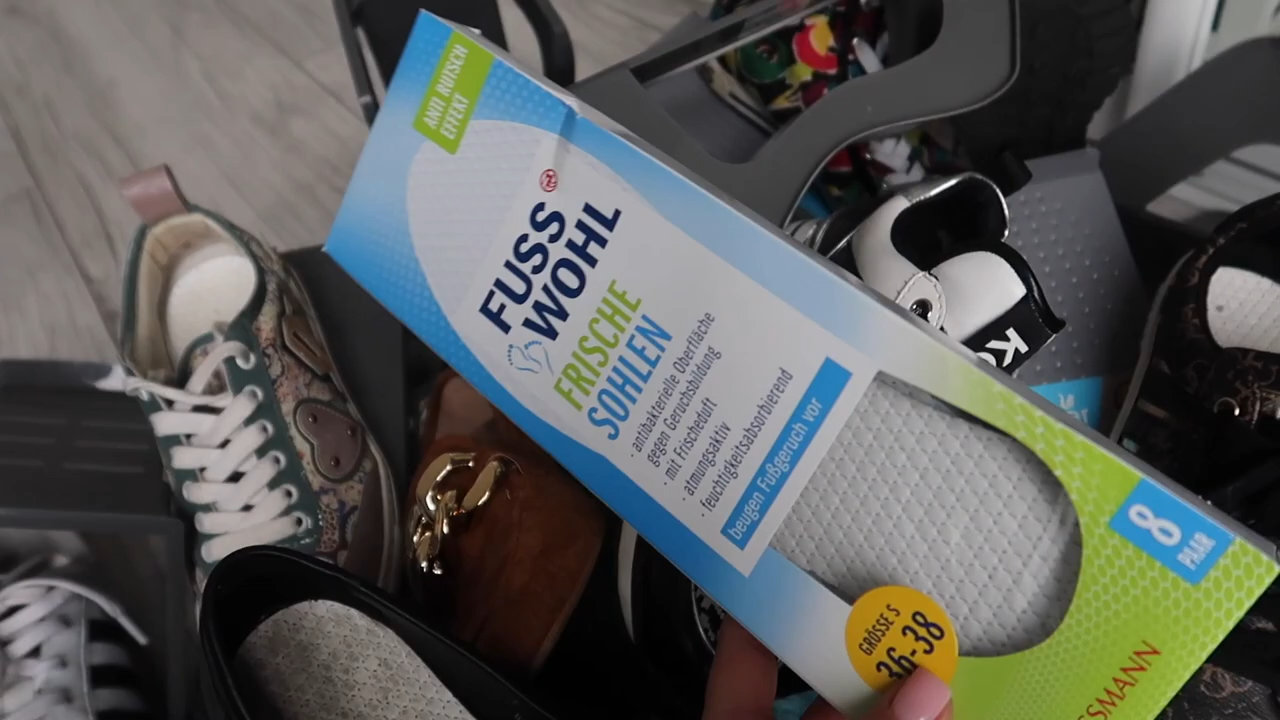 ANTI RUTSCH
EFFEKT
FUSS
WOHL
FRISCHE
SOHLEN
· antibakterielle Oberfläche
gegen Geruchsbildung
· mit Frischeduft
· atmungsaktiv
· feuchtigkeitsabsorbierend
beugen Fußgeruch vor
8
PAAR
GRÖSSE S
36-38
SSMANN